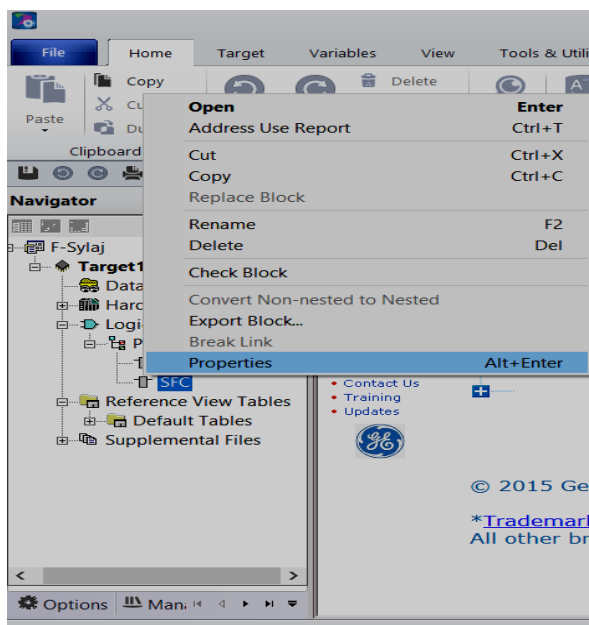 File Home Target Variables View Tools & Utili
Copy Delete
Paste
Clipboard
Open Enter
Address Use Report Ctrl+T
Cut Ctrl+X
Copy Ctrl+C
Replace Block
Navigator
Rename F2
F-Sylaj
Delete Del
Target1
Check Block
Data
Hard
Convert Non-nested to Nested
Logi
Export Block...
P
Break Link
Properties Alt+Enter
SFC
Contact Us
Reference View Tables
Training
Default Tables
Updates
Supplemental Files
GE
© 2015 Ge
*Trademark
All other br
Options Man